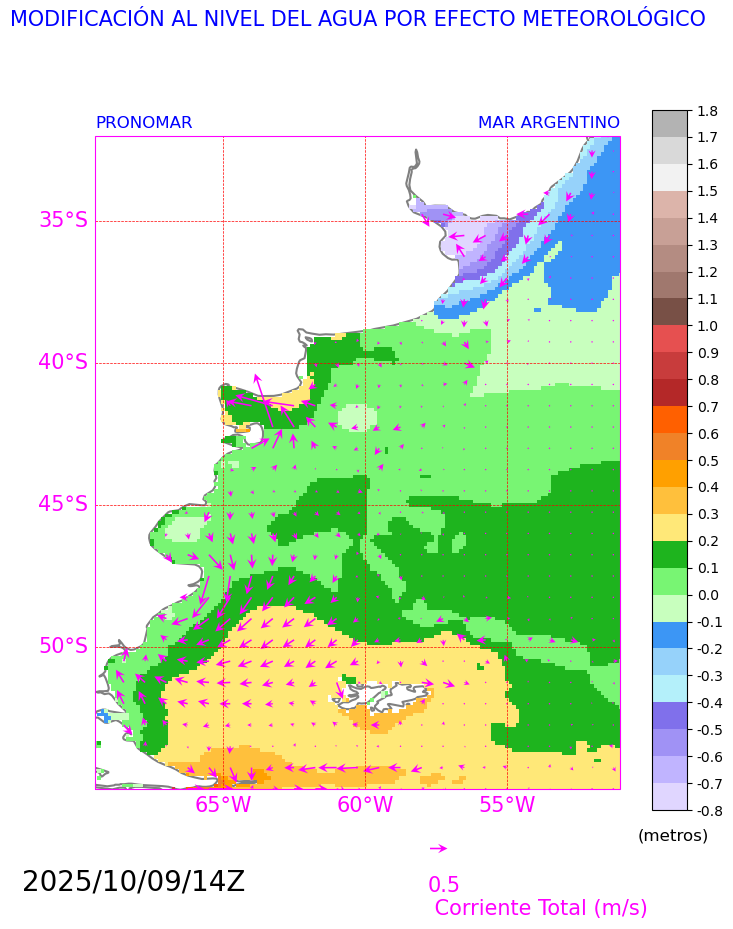 MODIFICACIÓN AL NIVEL DEL AGUA POR EFECTO METEOROLÓGICO
PRONOMAR MAR ARGENTINO
1.8
1.7
1.6
1.5
1.4
1.3
1.2
1.1
1.0
0.9
0.8
0.7
0.6
0.5
0.4
0.3
0.2
0.1
0.0
-0.1
-0.2
-0.3
-0.4
-0.5
-0.6
-0.7
-0.8
(metros)
35°S
40°S
45°S
50°S
65°W 60°W 55°W
2025/10/09/14Z
0.5
Corriente Total (m/s)